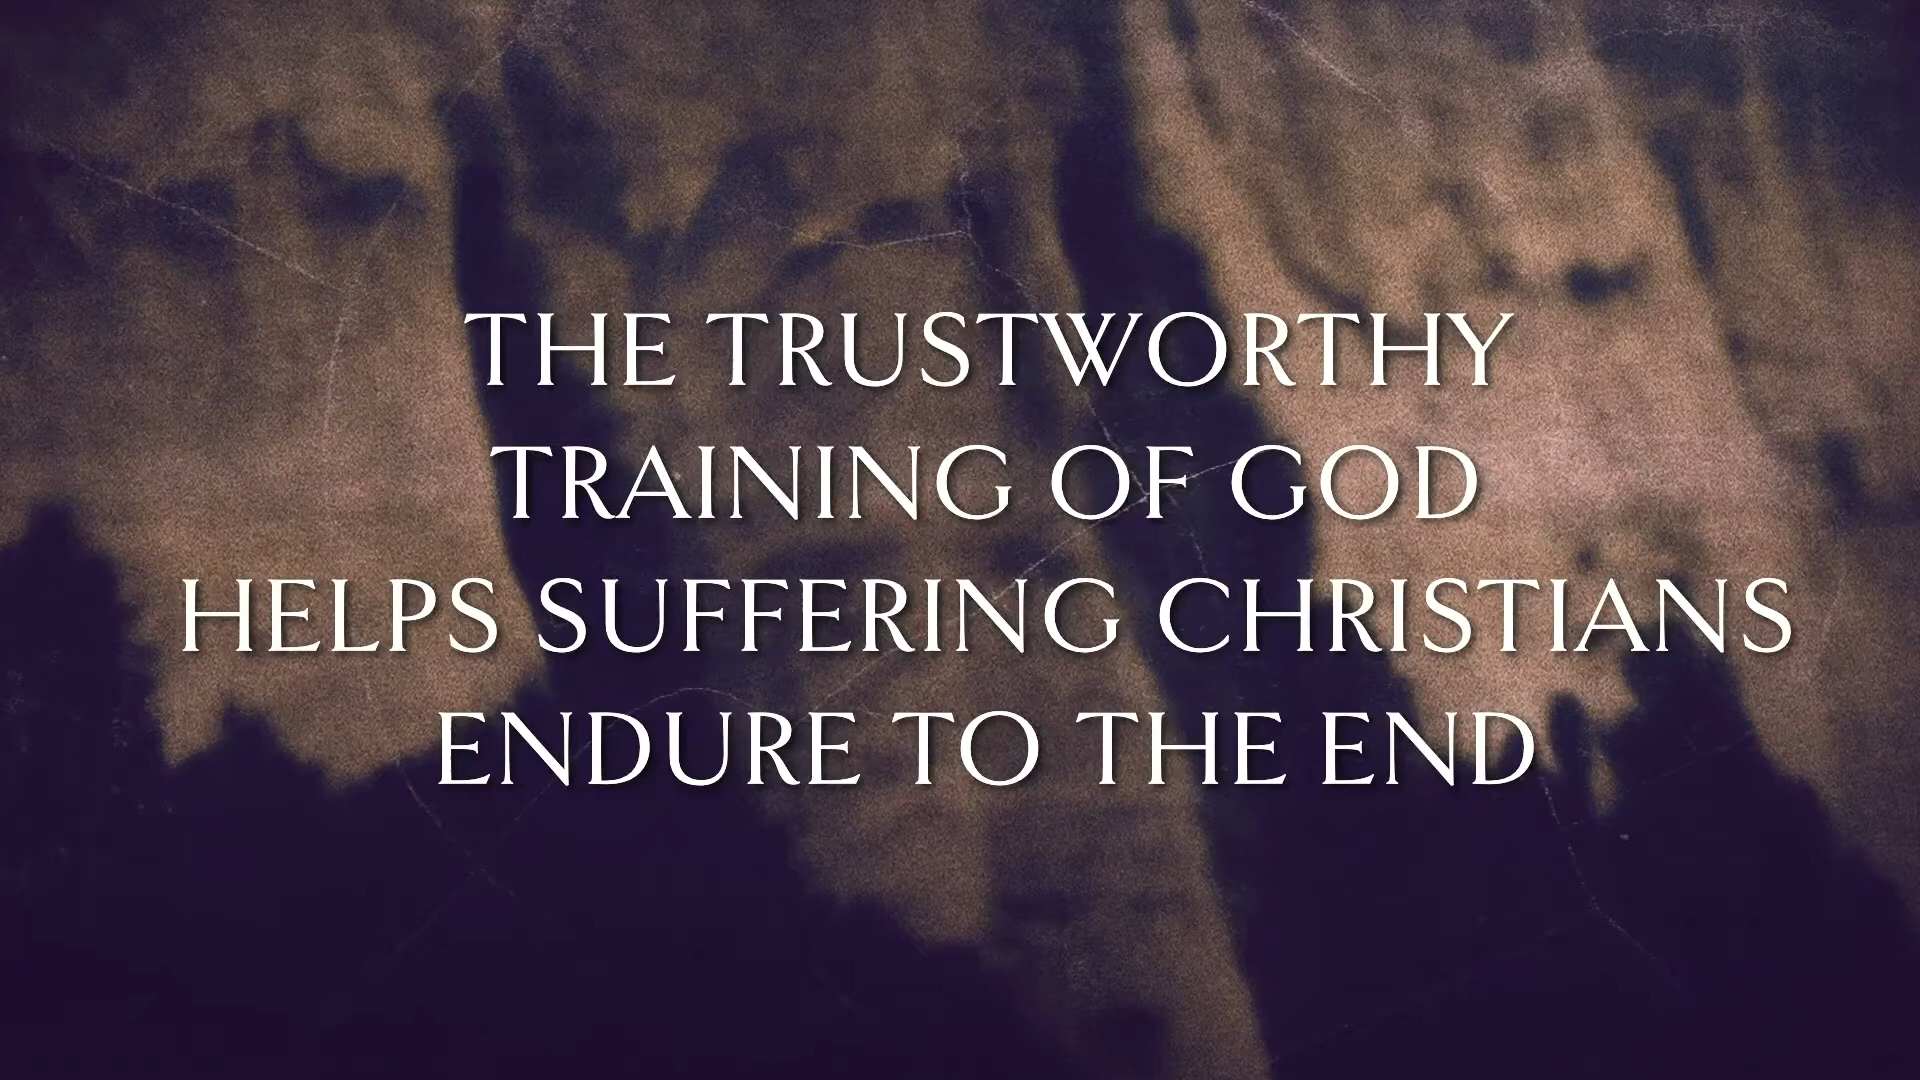 THE TRUSTWORTHY
TRAINING OF GOD
HELPS SUFFERING CHRISTIANS
ENDURE TO THE END